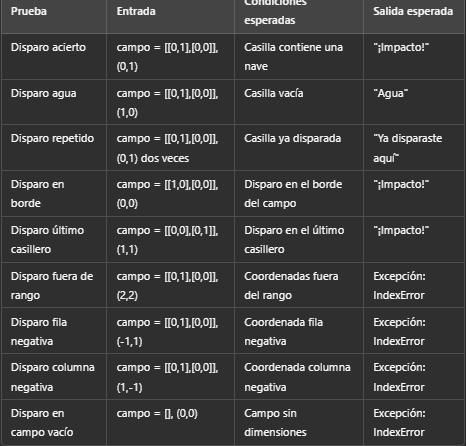 Prueba Entrada Condiciones esperadas Salida esperada
Disparo acierto campo = [[0,1],[0,0]], (0,1) Casilla contiene una nave "¡Impacto!"
Disparo agua campo = [[0,1],[0,0]], (1,0) Casilla vacía "Agua"
Disparo repetido campo = [[0,1],[0,0]], (0,1) dos veces Casilla ya disparada "Ya disparaste aquí"
Disparo en borde campo = [[1,0],[0,0]], (0,0) Disparo en el borde del campo "¡Impacto!"
Disparo último casillero campo = [[0,0],[0,1]], (1,1) Disparo en el último casillero "¡Impacto!"
Disparo fuera de rango campo = [[0,1],[0,0]], (2,2) Coordenadas fuera del rango Excepción: IndexError
Disparo fila negativa campo = [[0,1],[0,0]], (-1,1) Coordenada fila negativa Excepción: IndexError
Disparo columna negativa campo = [[0,1],[0,0]], (1,-1) Coordenada columna negativa Excepción: IndexError
Disparo en campo vacío campo = [], (0,0) Campo sin dimensiones Excepción: IndexError